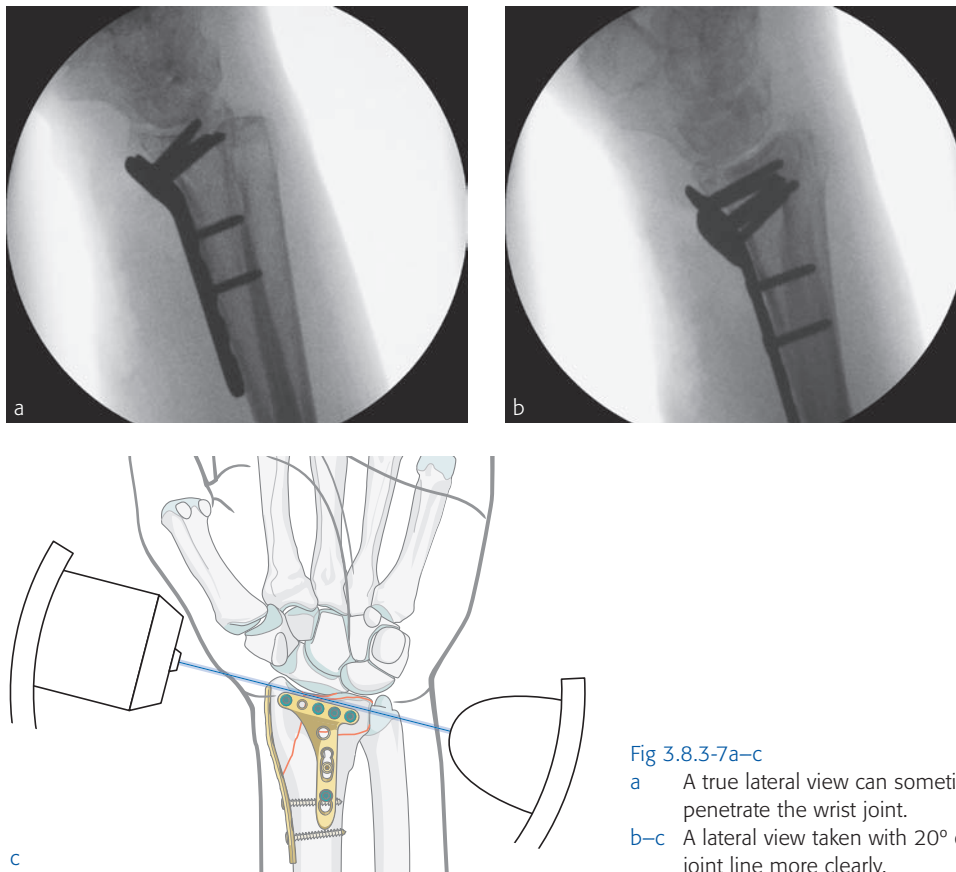 a
b
c
Fig 3.8.3-7a–c
a A true lateral view can
penetrate the wrist joint.
b–c A lateral view taken with 20º
joint line more clearly.